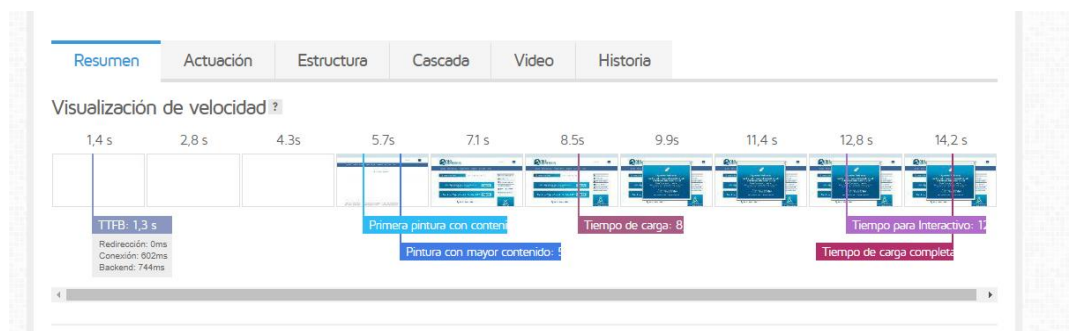 Resumen Actuación Estructura Cascada Video Historia
Visualización de velocidad ?
1,4 s 2,8 s 4.3s 5.7s 7.1 s 8.5s 9.9s 11,4 s 12,8 s 14,2 s
TTFB: 1,3 s Primera pintura con conteni Tiempo de carga: 8 Tiempo para Interactivo: 12
Redirección: 0ms
Conexión: 602ms
Backend: 744ms
Pintura con mayor contenido: 5 Tiempo de carga completa